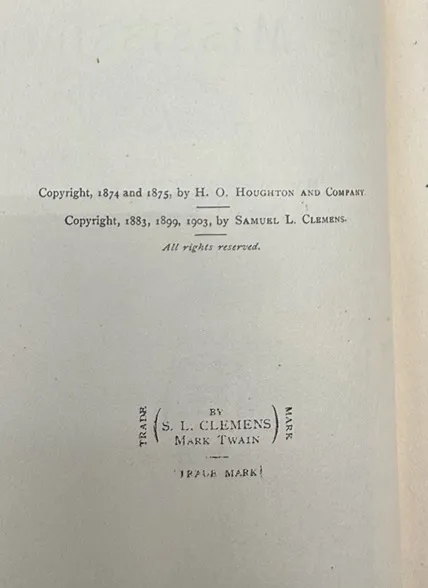 Copyright, 1874 and 1875, by H. O. HOUGHTON AND COMPANY.
Copyright, 1883, 1899, 1903, by SAMUEL L. CLEMENS.
All rights reserved.
TRADE
BY
S. L. CLEMENS
MARK TWAIN
MARK
TRADE MARK